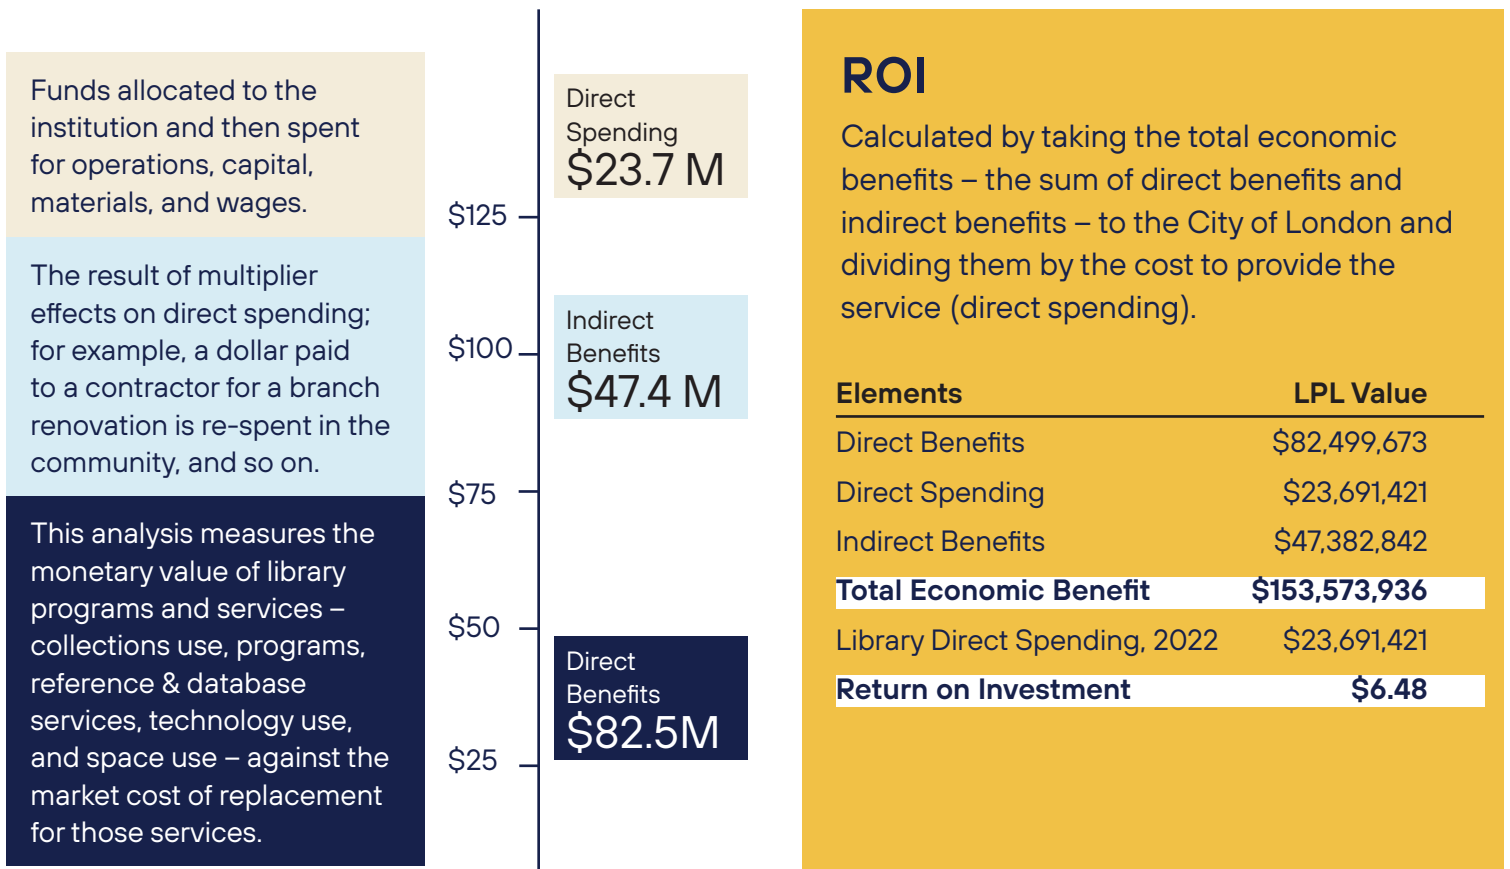 Funds allocated to the
institution and then spent
for operations, capital,
materials, and wages.
The result of multiplier
effects on direct spending;
for example, a dollar paid
to a contractor for a branch
renovation is re-spent in the
community, and so on.
This analysis measures the
monetary value of library
programs and services –
collections use, programs,
reference & database
services, technology use,
and space use – against the
market cost of replacement
for those services.
$125
$100
$75
$50
$25
Direct
Spending
$23.7 M
Indirect
Benefits
$47.4 M
Direct
Benefits
$82.5M
ROI
Calculated by taking the total economic
benefits – the sum of direct benefits and
indirect benefits – to the City of London and
dividing them by the cost to provide the
service (direct spending).
Elements LPL Value
Direct Benefits $82,499,673
Direct Spending $23,691,421
Indirect Benefits $47,382,842
Total Economic Benefit $153,573,936
Library Direct Spending, 2022 $23,691,421
Return on Investment $6.48